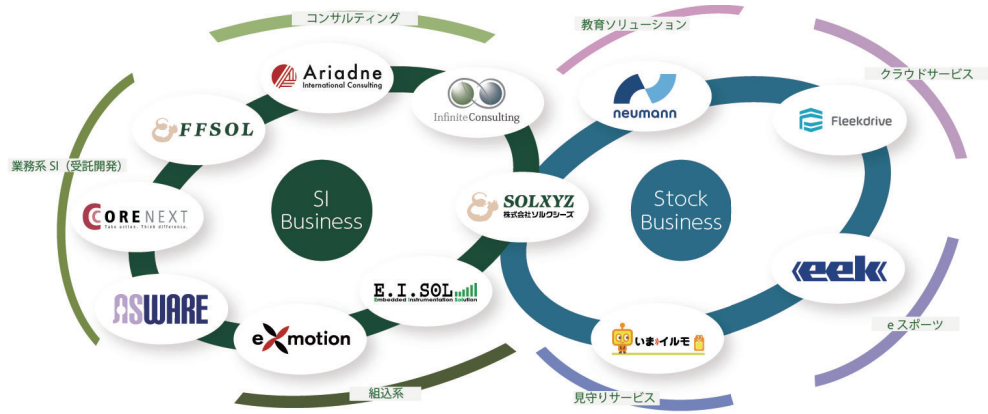 コンサルティング
教育ソリューション
クラウドサービス
業務系 SI（受託開発）
Ariadne
International Consulting
InfiniteConsulting
FFSOL
CORE NEXT
Take action. Think difference.
ASWARE
eXmotion
E.I.SOL
Embedded Instrumentation Solution
SOLXYZ
株式会社ソルクシーズ
SI
Business
Stock
Business
neumann
Fleekdrive
eek
いまイルモ
組込系
見守りサービス
e スポーツ